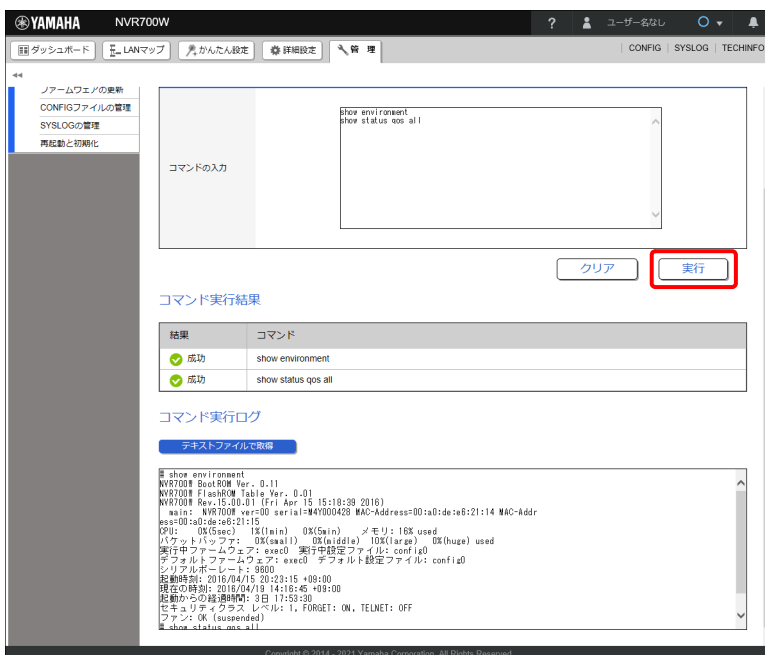 YAMAHA NVR700W ? ユーザー名なし
ダッシュボード LANマップ かんたん設定 詳細設定 管理 CONFIG | SYSLOG | TECHINFO
ファームウェアの更新
CONFIGファイルの管理
SYSLOGの管理
再起動と初期化
コマンドの入力
show environment
show status qos all
クリア 実行
コマンド実行結果
結果 コマンド
成功 show environment
成功 show status qos all
コマンド実行ログ
テキストファイルで取得
# show environment
NVR700W BootROM Ver. 0.11
NVR700W FlashROM Table Ver. 0.01
NVR700W Rev.15.00.01 (Fri Apr 15 15:18:39 2016)
main: NVR700W ver=00 serial=M4Y000428 MAC-Address=00:a0:de:e6:21:14 MAC-Addr
ess=00:a0:de:e6:21:15
CPU: 0%(5sec) 1%(1min) 0%(5min) メモリ: 16% used
パケットバッファ: 0%(small) 0%(middle) 10%(large) 0%(huge) used
実行中ファームウェア: exec0 実行中設定ファイル: config0
デフォルトファームウェア: exec0 デフォルト設定ファイル: config0
シリアルボーレート: 9600
起動時刻: 2016/04/15 20:23:15 +09:00
現在の時刻: 2016/04/19 14:16:45 +09:00
起動からの経過時間: 3日 17:53:30
セキュリティクラス レベル: 1, FORGET: ON, TELNET: OFF
ファン: OK (suspended)
# show status qos all
Copyright © 2014 - 2021 Yamaha Corporation. All Rights Reserved.